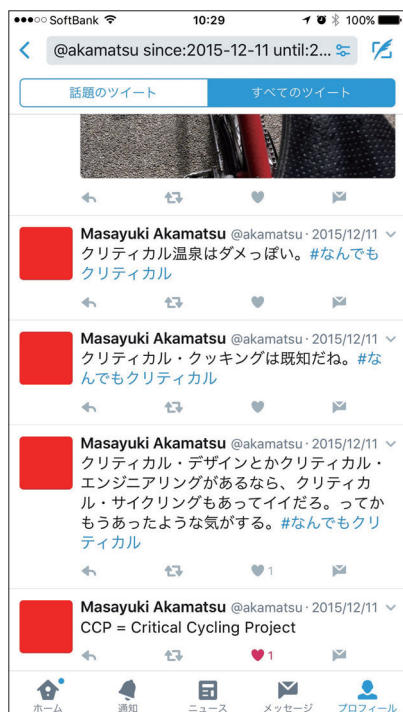 SoftBank 10:29 100%
@akamatsu since:2015-12-11 until:2...
話題のツイート すべてのツイート
Masayuki Akamatsu @akamatsu · 2015/12/11
クリティカル温泉はダメっぽい。#なんでも
クリティカル
Masayuki Akamatsu @akamatsu · 2015/12/11
クリティカル・クッキングは既知だね。#な
んでもクリティカル
Masayuki Akamatsu @akamatsu · 2015/12/11
クリティカル・デザインとかクリティカル・
エンジニアリングがあるなら、クリティカ
ル・サイクリングもあってイイだろ。ってか
もうあったような気がする。#なんでもクリ
ティカル
1
Masayuki Akamatsu @akamatsu · 2015/12/11
CCP = Critical Cycling Project
1
ホーム 通知 ニュース メッセージ プロフィール